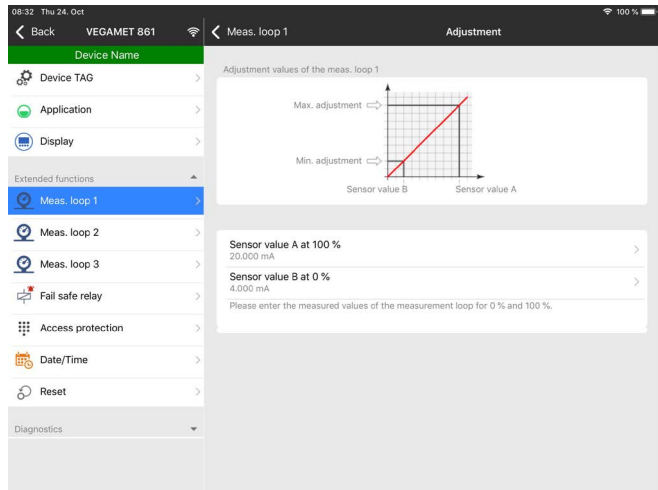 08:32 Thu 24. Oct
100 %
Back
VEGAMET 861
Device Name
Device TAG
Application
Display
Extended functions
Meas. loop 1
Meas. loop 2
Meas. loop 3
Fail safe relay
Access protection
Date/Time
Reset
Diagnostics
Meas. loop 1
Adjustment
Adjustment values of the meas. loop 1
Max. adjustment
Min. adjustment
Sensor value B
Sensor value A
Sensor value A at 100 %
20.000 mA
Sensor value B at 0 %
4.000 mA
Please enter the measured values of the measurement loop for 0 % and 100 %.